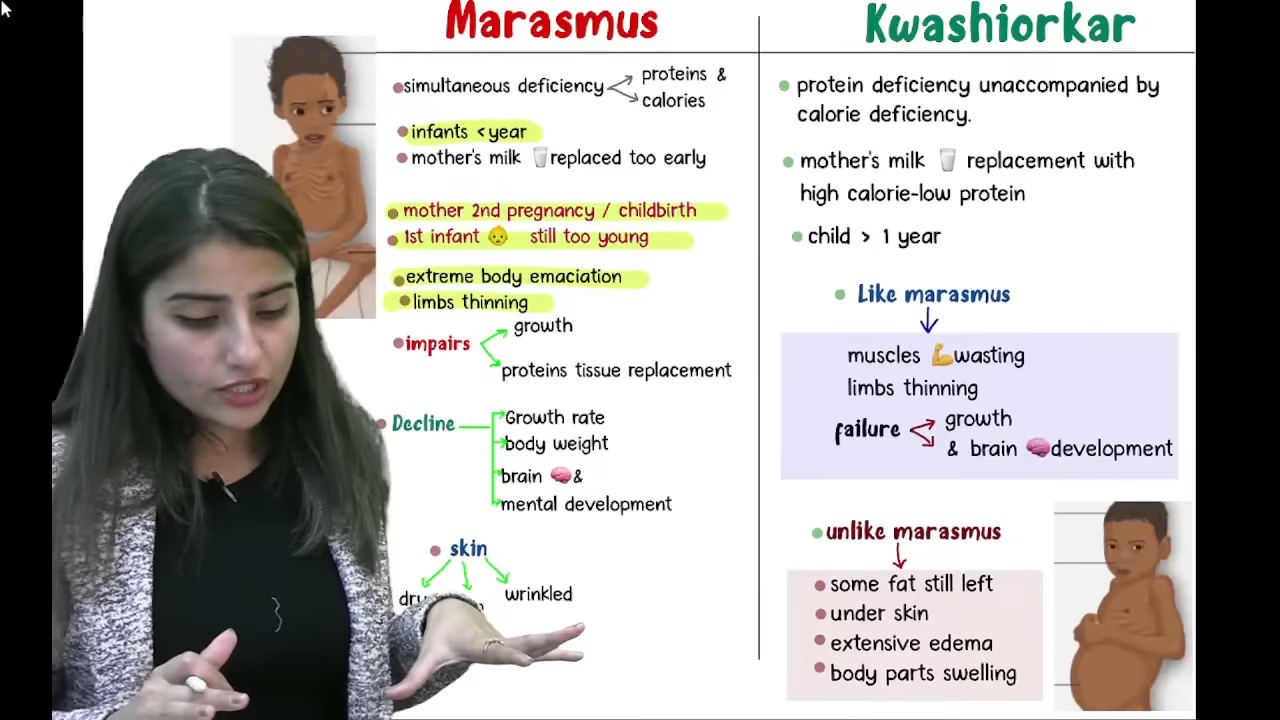 Marasmus
simultaneous deficiency
proteins &
calories
infants < year
mother's milk 🥛 replaced too early
mother 2nd pregnancy / childbirth
1st infant 👶 still too young
extreme body emaciation
limbs thinning
impairs
growth
proteins tissue replacement
Decline
Growth rate
body weight
brain 🧠 &
mental development
skin
wrinkled
Kwashiorkar
protein deficiency unaccompanied by
calorie deficiency.
mother's milk 🥛 replacement with
high calorie-low protein
child > 1 year
Like marasmus
muscles 💪 wasting
limbs thinning
failure
growth
& brain 🧠 development
unlike marasmus
some fat still left
under skin
extensive edema
body parts swelling